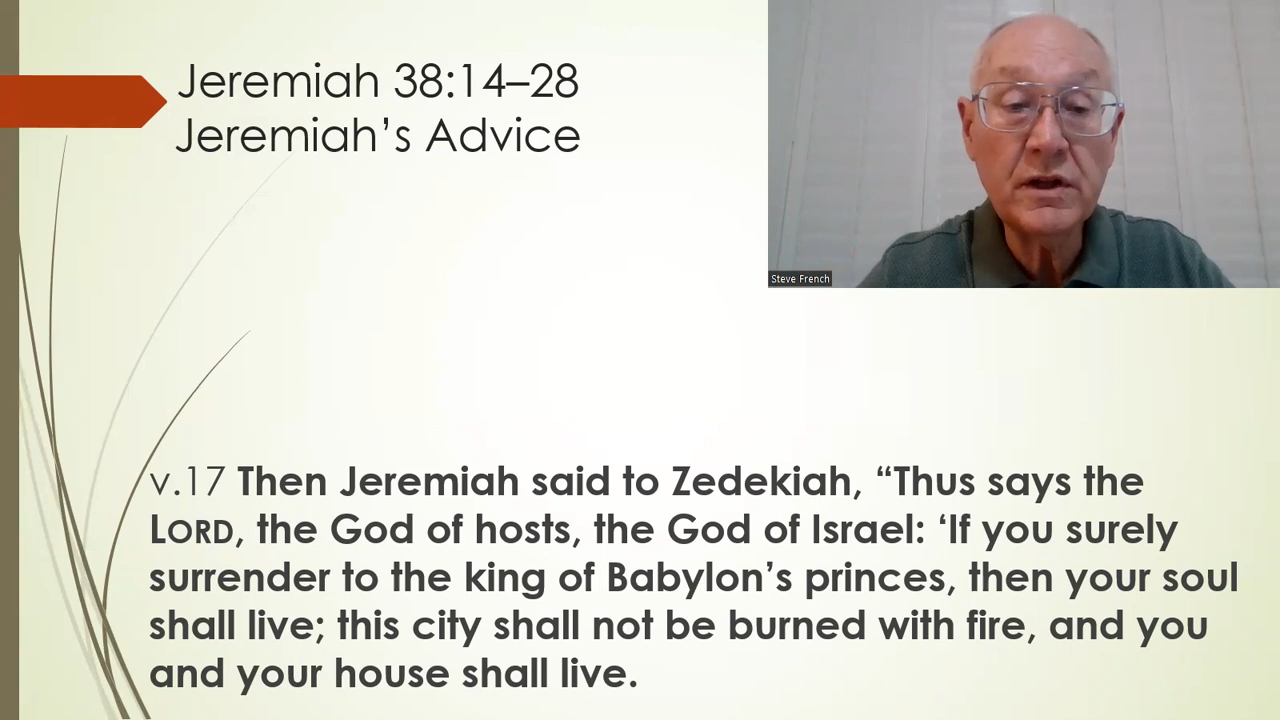 Jeremiah 38:14–28
Jeremiah’s Advice
Steve French
v.17 Then Jeremiah said to Zedekiah, “Thus says the
LORD, the God of hosts, the God of Israel: ‘If you surely
surrender to the king of Babylon’s princes, then your soul
shall live; this city shall not be burned with fire, and you
and your house shall live.